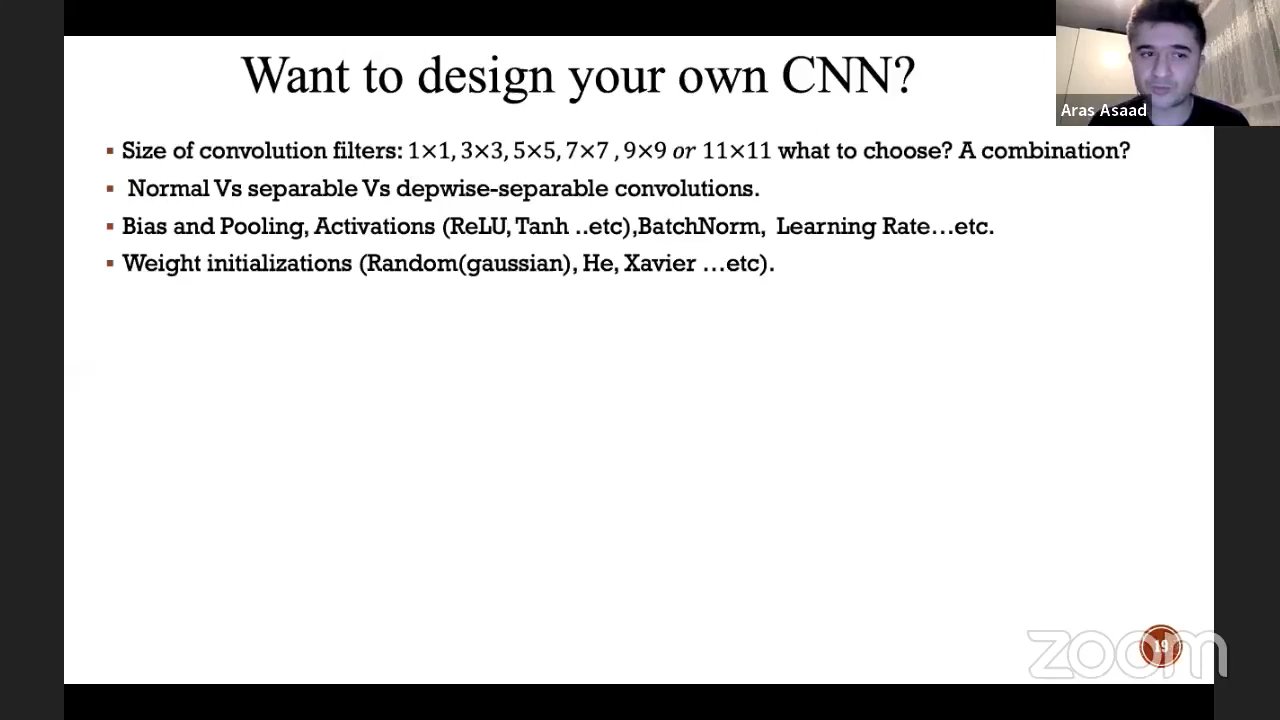 Want to design your own CNN?
Aras Asaad
▪ Size of convolution filters: 1×1, 3×3, 5×5, 7×7 , 9×9 or 11×11 what to choose? A combination?
▪ Normal Vs separable Vs depwise-separable convolutions.
▪ Bias and Pooling, Activations (ReLU, Tanh ..etc),BatchNorm, Learning Rate…etc.
▪ Weight initializations (Random(gaussian), He, Xavier …etc).
19
zoom